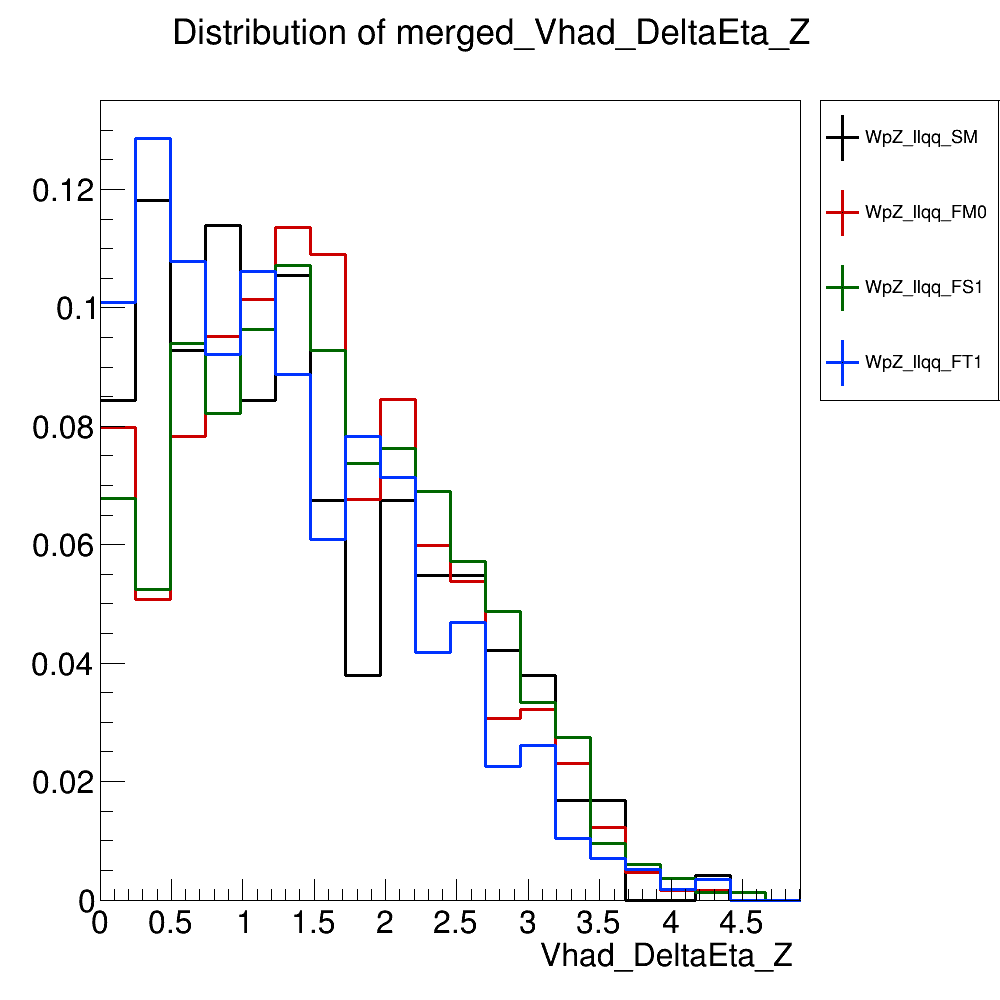 Distribution of merged_Vhad_DeltaEta_Z
WpZ_llqq_SM
WpZ_llqq_FM0
WpZ_llqq_FS1
WpZ_llqq_FT1
0.12
0.1
0.08
0.06
0.04
0.02
0
0 0.5 1 1.5 2 2.5 3 3.5 4 4.5
Vhad_DeltaEta_Z